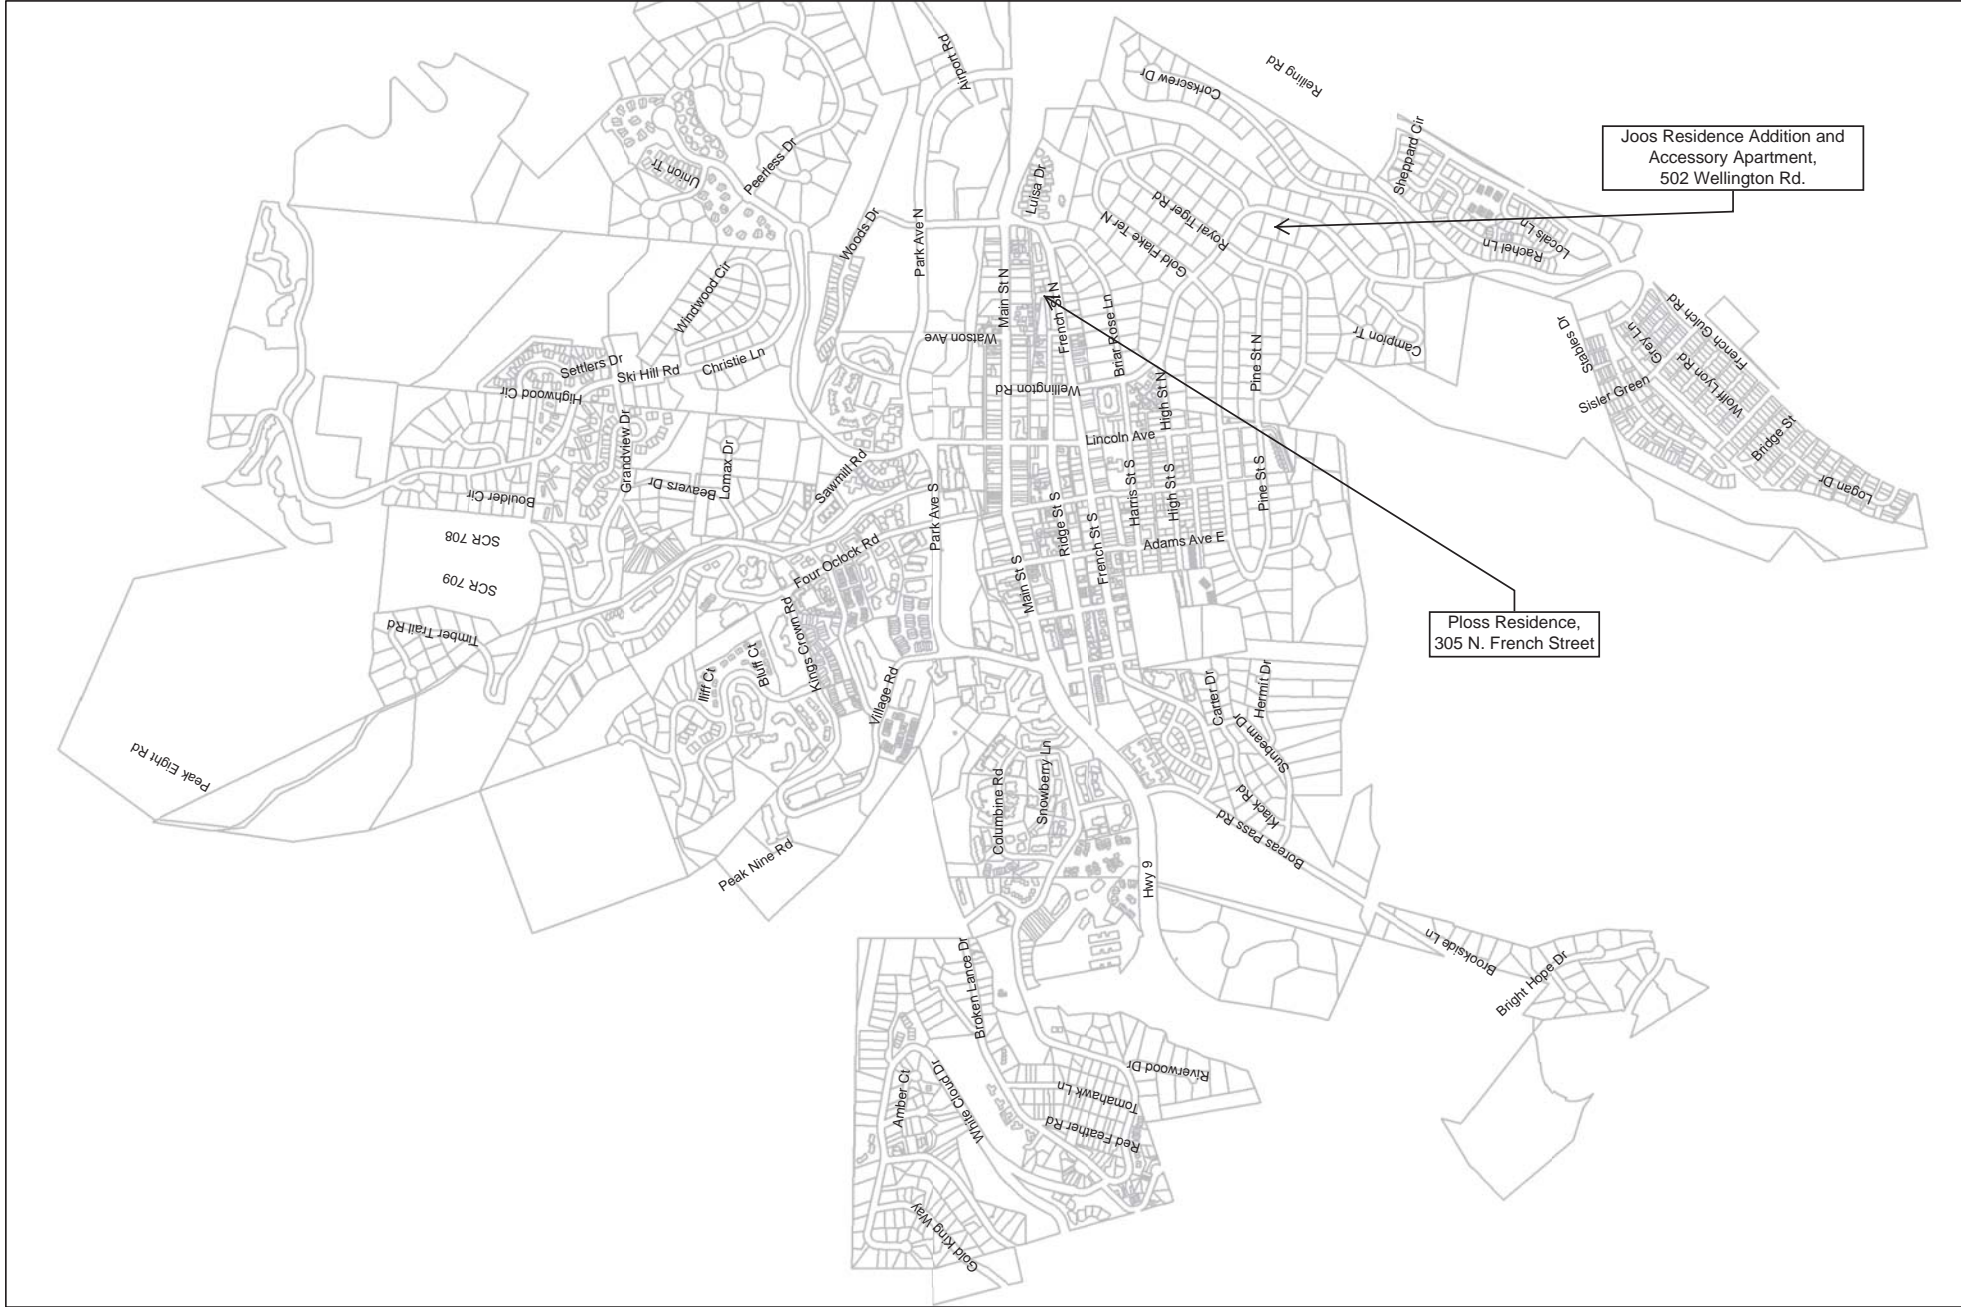 Airport Rd
Corkscrew Dr
Reiling Rd
Joos Residence Addition and
Accessory Apartment,
502 Wellington Rd.
Sheppard Cir
Union Tr
Peerless Dr
Luisa Dr
Royal Tiger Rd
Gold Flake Ter N
Locals Ln
Rachel Ln
Woods Dr
Park Ave N
Windwood Cir
Main St N
French St N
Watson Ave
Briar Rose Ln
Pine St N
Campion Tr
Stables Dr
Grey Ln
French Gulch Rd
Wolff Lyon Rd
Sisler Green
Bridge St
Logan Dr
Settlers Dr
Ski Hill Rd
Christie Ln
Highwood Cir
Wellington Rd
High St N
Lincoln Ave
Grandview Dr
Beavers Dr
Lomax Dr
Sawmill Rd
Boulder Cir
Park Ave S
Ridge St S
French St S
Harris St S
High St S
Pine St S
Adams Ave E
SCR 708
SCR 709
Four Oclock Rd
Main St S
Timber Trail Rd
Kings Crown Rd
Bluff Ct
Iliff Ct
Village Rd
Ploss Residence,
305 N. French Street
Carter Dr
Hermit Dr
Sunbeam Dr
Peak Eight Rd
Columbine Rd
Snowberry Ln
Klack Rd
Boreas Pass Rd
Peak Nine Rd
Hwy 9
Broken Lance Dr
Brookside Ln
Bright Hope Dr
Amber Ct
White Cloud Dr
Riverwood Dr
Tomahawk Ln
Red Feather Rd
Gold King Way